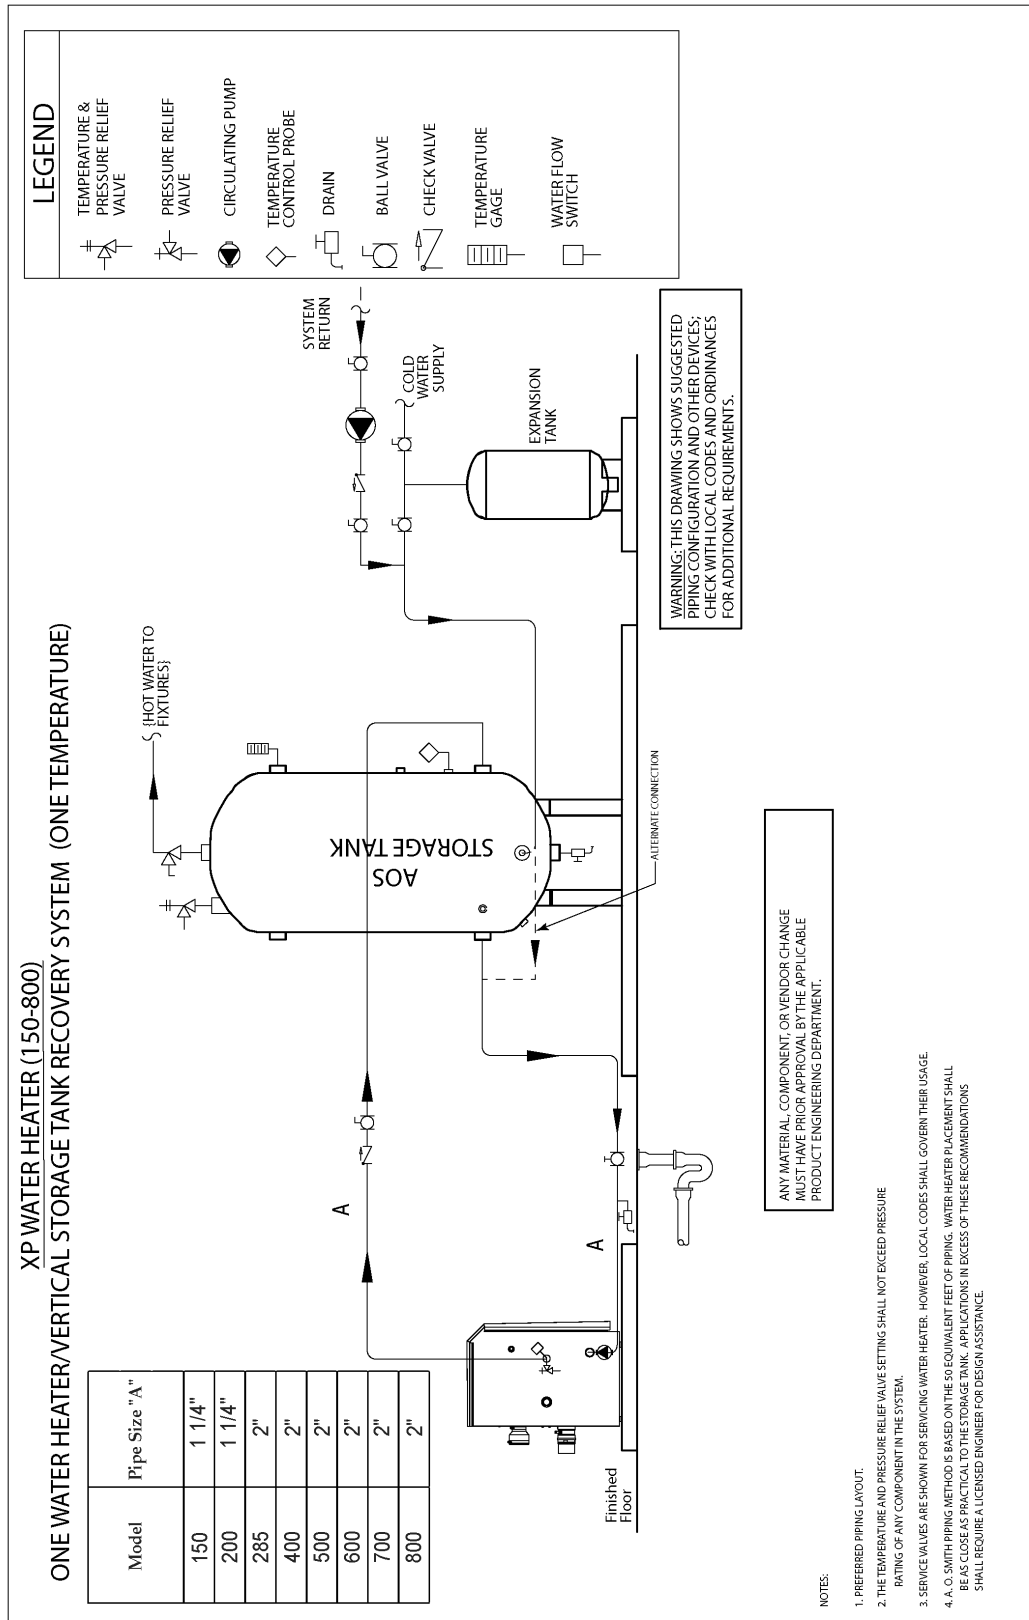 XP WATER HEATER (150-800)
ONE WATER HEATER/VERTICAL STORAGE TANK RECOVERY SYSTEM (ONE TEMPERATURE)
Model Pipe Size "A"
150 1 1/4"
200 1 1/4"
285 2"
400 2"
500 2"
600 2"
700 2"
800 2"
LEGEND
TEMPERATURE &
PRESSURE RELIEF
VALVE
PRESSURE RELIEF
VALVE
CIRCULATING PUMP
TEMPERATURE
CONTROL PROBE
DRAIN
BALL VALVE
CHECK VALVE
TEMPERATURE
GAGE
WATER FLOW
SWITCH
{HOT WATER TO
FIXTURES}
SYSTEM
RETURN
COLD
WATER
SUPPLY
A
AOS
STORAGE TANK
EXPANSION
TANK
A
Finished
Floor
ALTERNATE CONNECTION
WARNING: THIS DRAWING SHOWS SUGGESTED
PIPING CONFIGURATION AND OTHER DEVICES;
CHECK WITH LOCAL CODES AND ORDINANCES
FOR ADDITIONAL REQUIREMENTS.
ANY MATERIAL, COMPONENT, OR VENDOR CHANGE
MUST HAVE PRIOR APPROVAL BY THE APPLICABLE
PRODUCT ENGINEERING DEPARTMENT.
NOTES:
1. PREFERRED PIPING LAYOUT.
2. THE TEMPERATURE AND PRESSURE RELIEF VALVE SETTING SHALL NOT EXCEED PRESSURE
RATING OF ANY COMPONENT IN THE SYSTEM.
3. SERVICE VALVES ARE SHOWN FOR SERVICING WATER HEATER. HOWEVER, LOCAL CODES SHALL GOVERN THEIR USAGE.
4. A. O. SMITH PIPING METHOD IS BASED ON THE 50 EQUIVALENT FEET OF PIPING. WATER HEATER PLACEMENT SHALL
BE AS CLOSE AS PRACTICAL TO THE STORAGE TANK. APPLICATIONS IN EXCESS OF THESE RECOMMENDATIONS
SHALL REQUIRE A LICENSED ENGINEER FOR DESIGN ASSISTANCE.